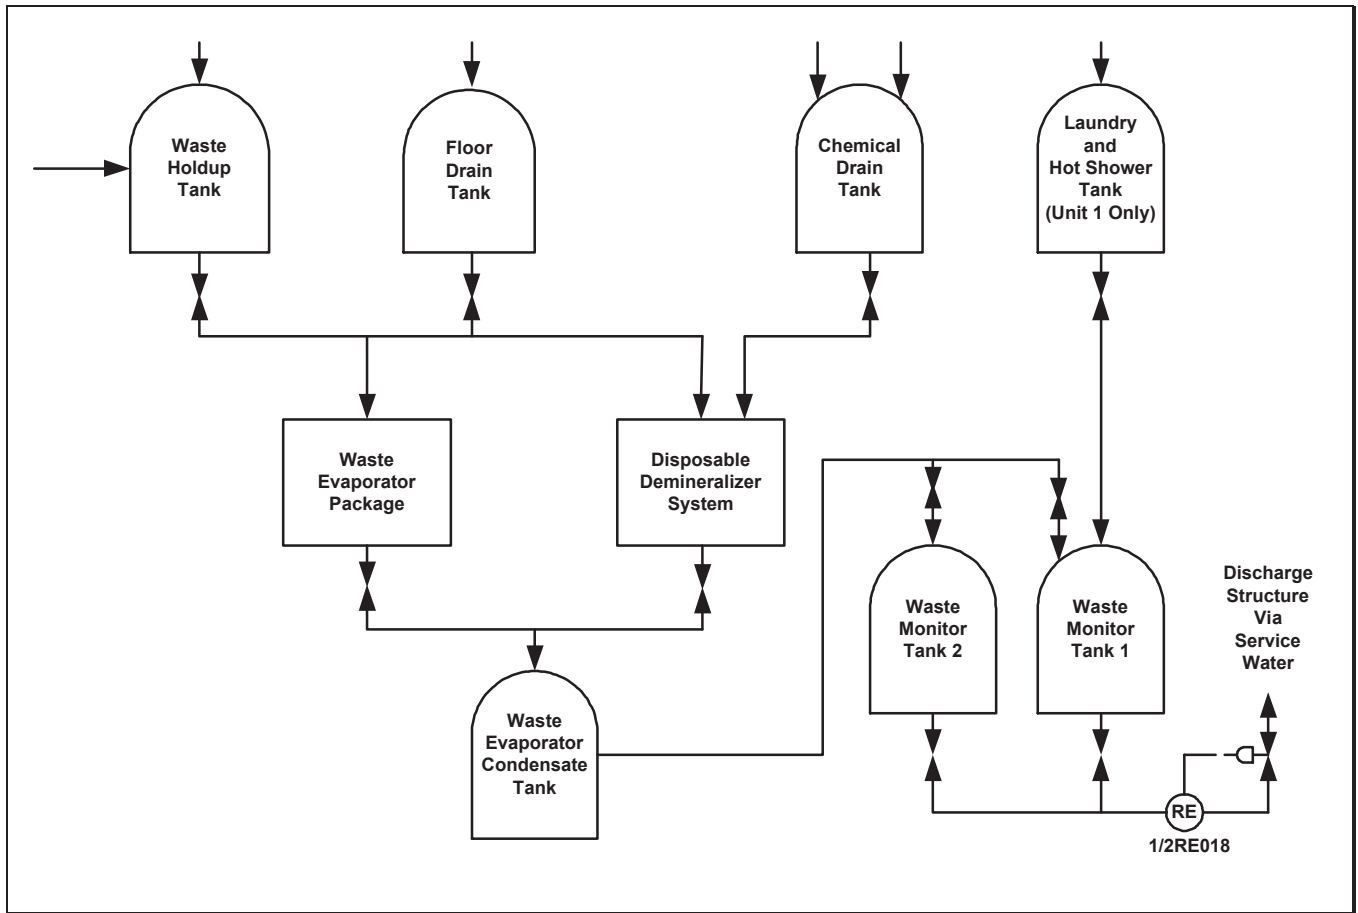 Waste
Holdup
Tank
Floor
Drain
Tank
Chemical
Drain
Tank
Laundry
and
Hot Shower
Tank
(Unit 1 Only)
Waste
Evaporator
Package
Disposable
Demineralizer
System
Waste
Monitor
Tank 2
Waste
Monitor
Tank 1
Discharge
Structure
Via
Service
Water
Waste
Evaporator
Condensate
Tank
RE
1/2RE018